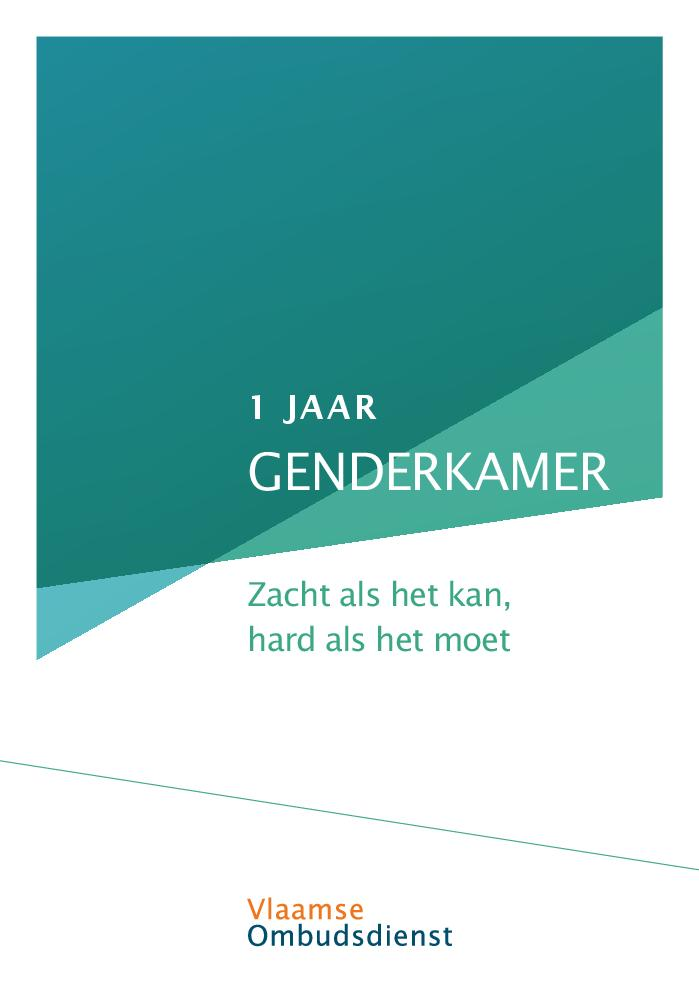 1 JAAR
GENDERKAMER
Zacht als het kan,
hard als het moet
Vlaamse
Ombudsdienst